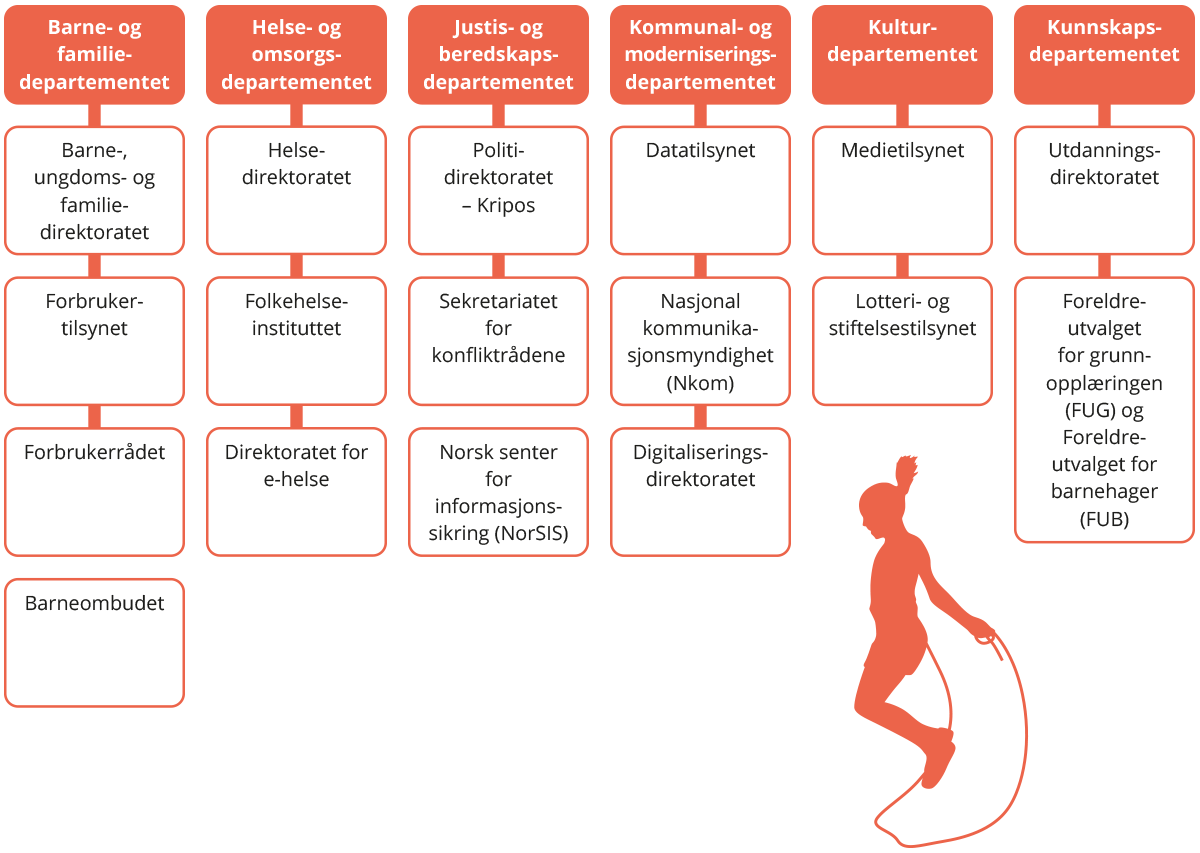 Barne- og
familie-
departementet
Barne-,
ungdoms- og
familie-
direktoratet
Forbruker-
tilsynet
Forbrukerrådet
Barneombudet
Helse- og
omsorgs-
departementet
Helse-
direktoratet
Folkehelse-
instituttet
Direktoratet for
e-helse
Justis- og
beredskaps-
departementet
Politi-
direktoratet
– Kripos
Sekretariatet
for
konfliktrådene
Norsk senter
for
informasjons-
sikring (NorSIS)
Kommunal- og
moderniserings-
departementet
Datatilsynet
Nasjonal
kommunika-
sjonsmyndighet
(Nkom)
Digitaliserings-
direktoratet
Kultur-
departementet
Medietilsynet
Lotteri- og
stiftelsestilsynet
Kunnskaps-
departementet
Utdannings-
direktoratet
Foreldre-
utvalget
for grunn-
opplæringen
(FUG) og
Foreldre-
utvalget for
barnehager
(FUB)